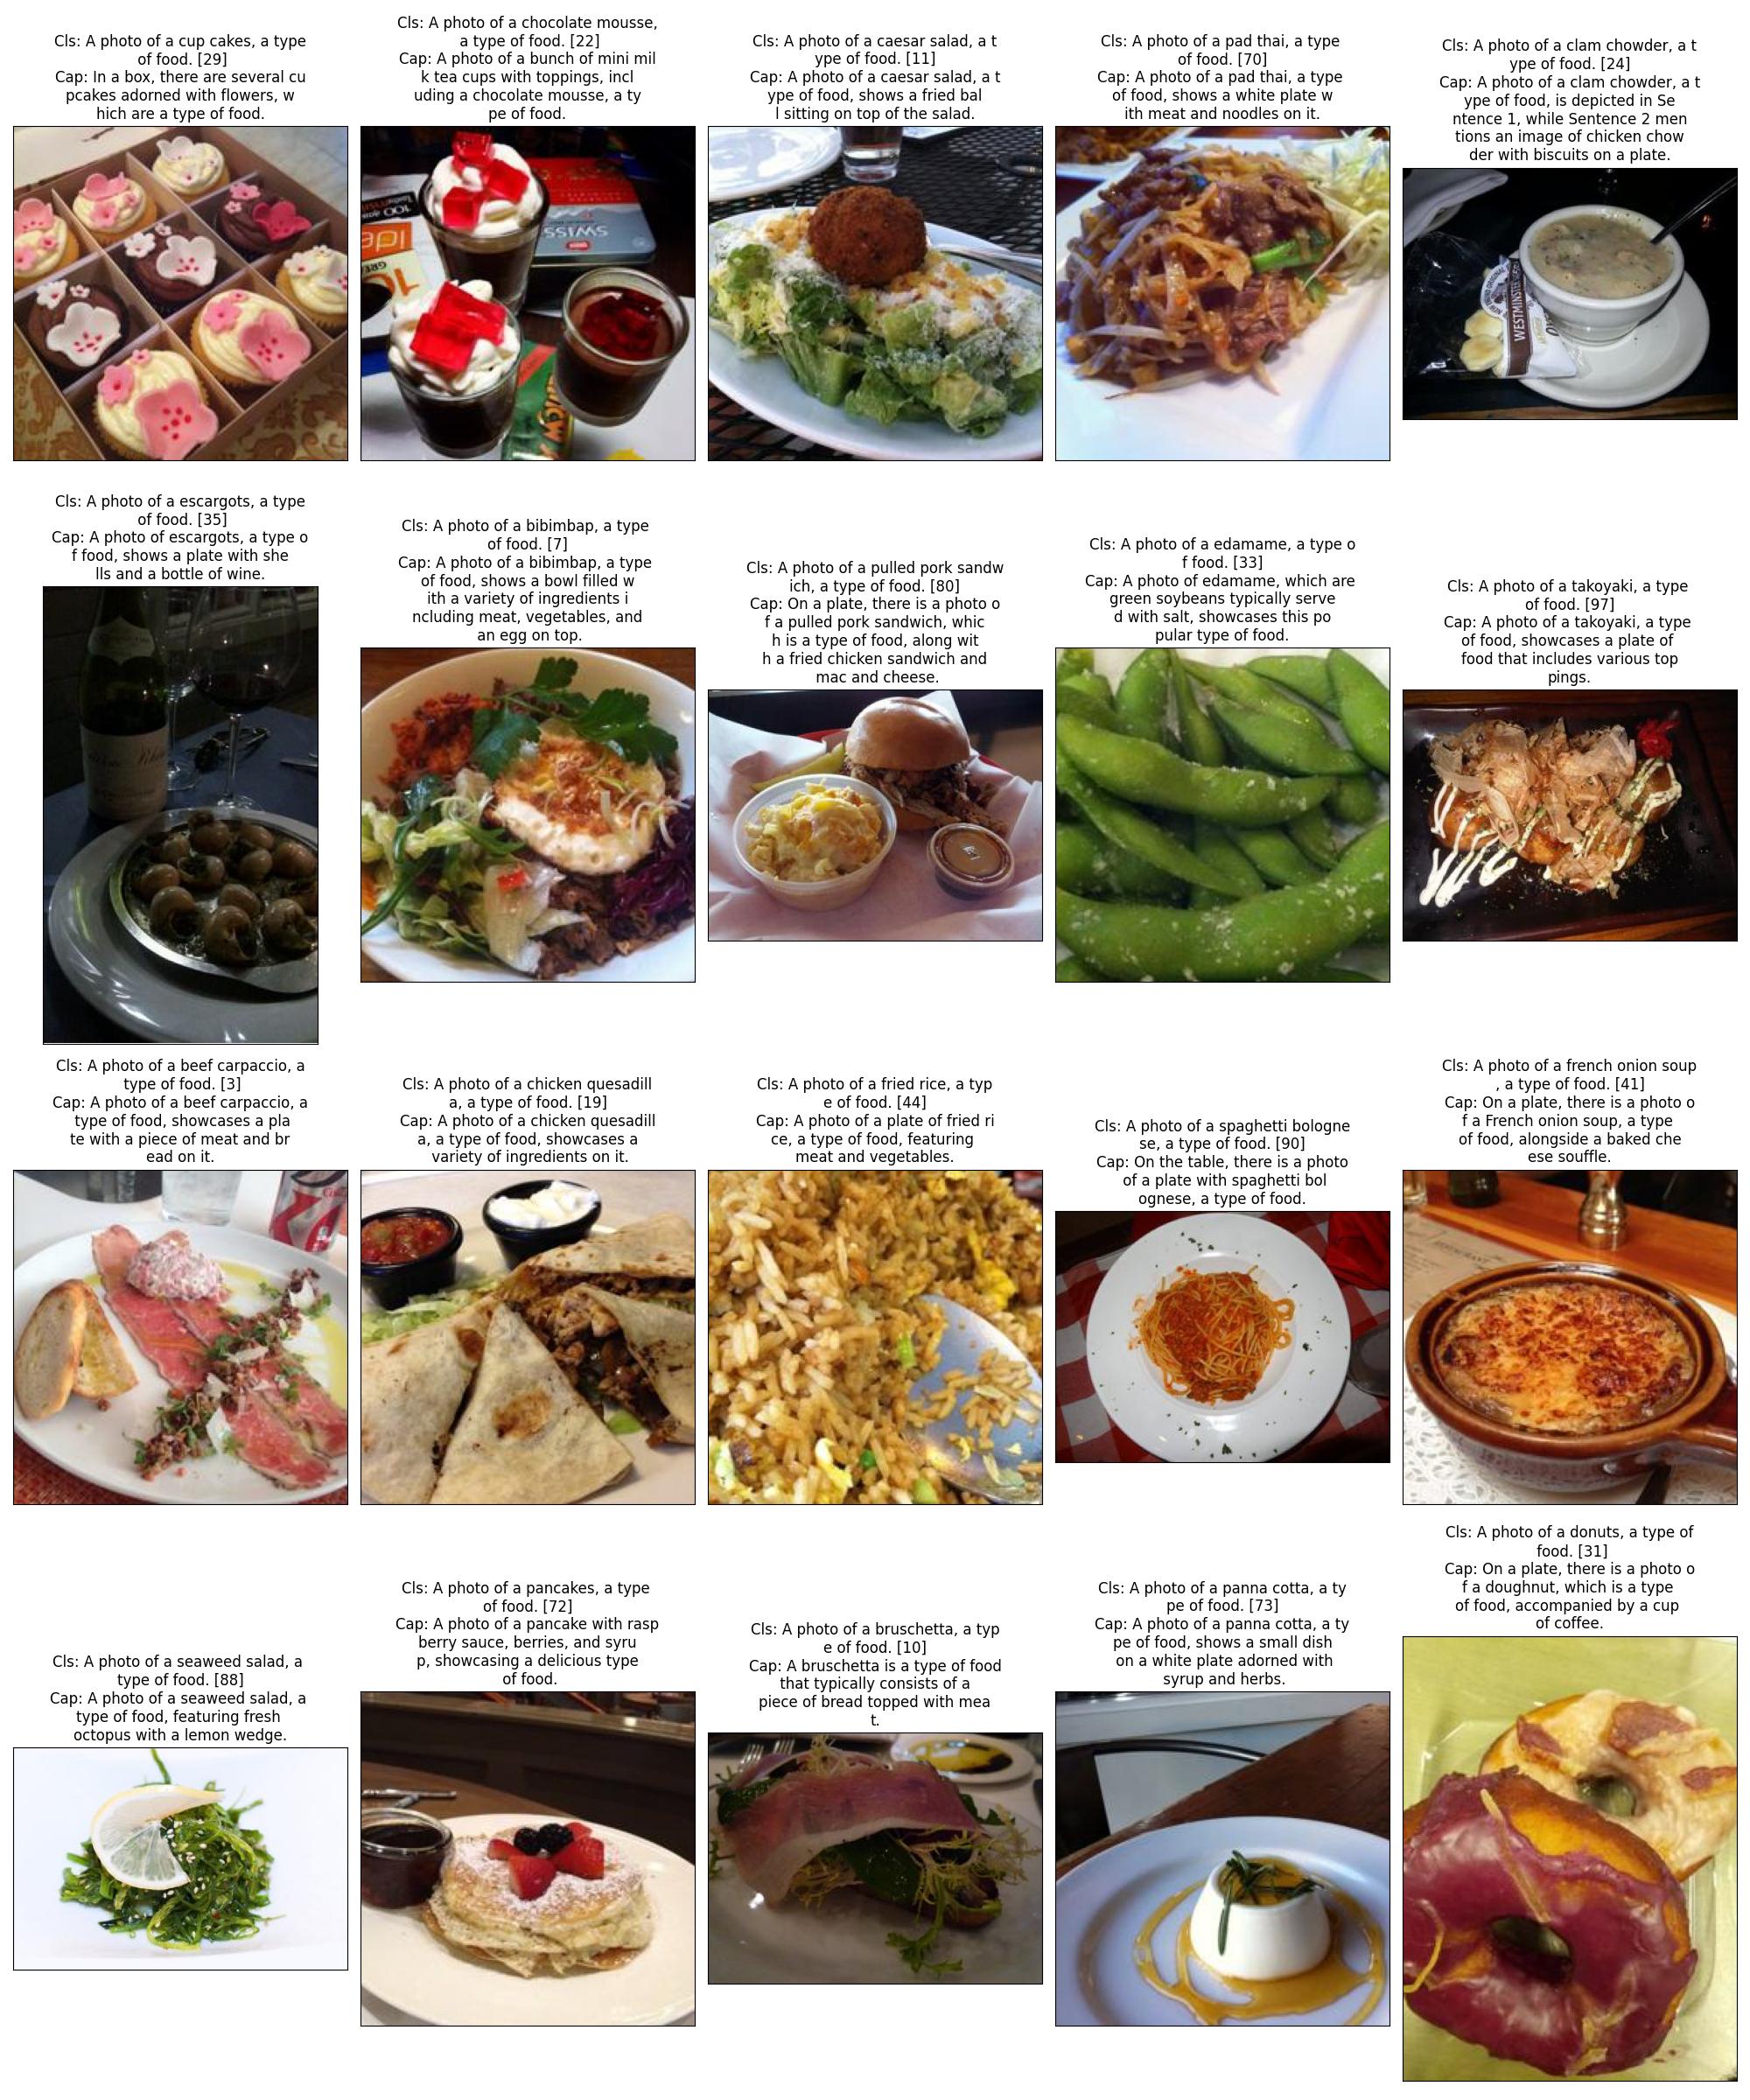 Cls: A photo of a cup cakes, a type
of food. [29]
Cap: In a box, there are several cu
pcakes adorned with flowers, w
hich are a type of food.
Cls: A photo of a chocolate mousse,
a type of food. [22]
Cap: A photo of a bunch of mini mil
k tea cups with toppings, incl
uding a chocolate mousse, a ty
pe of food.
Cls: A photo of a caesar salad, a t
ype of food. [11]
Cap: A photo of a caesar salad, a t
ype of food, shows a fried bal
l sitting on top of the salad.
Cls: A photo of a pad thai, a type
of food. [70]
Cap: A photo of a pad thai, a type
of food, shows a white plate w
ith meat and noodles on it.
Cls: A photo of a clam chowder, a t
ype of food. [24]
Cap: A photo of a clam chowder, a t
ype of food, is depicted in Se
ntence 1, while Sentence 2 men
tions an image of chicken chow
der with biscuits on a plate.
SWISS
WESTMINSTER
Cls: A photo of a escargots, a type
of food. [35]
Cap: A photo of escargots, a type o
f food, shows a plate with she
lls and a bottle of wine.
Cls: A photo of a bibimbap, a type
of food. [7]
Cap: A photo of a bibimbap, a type
of food, shows a bowl filled w
ith a variety of ingredients i
ncluding meat, vegetables, and
an egg on top.
Cls: A photo of a pulled pork sandw
ich, a type of food. [80]
Cap: On a plate, there is a photo o
f a pulled pork sandwich, whic
h is a type of food, along wit
h a fried chicken sandwich and
mac and cheese.
Cls: A photo of a edamame, a type o
f food. [33]
Cap: A photo of edamame, which are
green soybeans typically serve
d with salt, showcases this po
pular type of food.
Cls: A photo of a takoyaki, a type
of food. [97]
Cap: A photo of a takoyaki, a type
of food, showcases a plate of
food that includes various top
pings.
Cls: A photo of a beef carpaccio, a
type of food. [3]
Cap: A photo of a beef carpaccio, a
type of food, showcases a pla
te with a piece of meat and br
ead on it.
Cls: A photo of a chicken quesadill
a, a type of food. [19]
Cap: A photo of a chicken quesadill
a, a type of food, showcases a
variety of ingredients on it.
Cls: A photo of a fried rice, a typ
e of food. [44]
Cap: A photo of a plate of fried ri
ce, a type of food, featuring
meat and vegetables.
Cls: A photo of a spaghetti bologne
se, a type of food. [90]
Cap: On the table, there is a photo
of a plate with spaghetti bol
ognese, a type of food.
Cls: A photo of a french onion soup
, a type of food. [41]
Cap: On a plate, there is a photo o
f a French onion soup, a type
of food, alongside a baked che
ese souffle.
Cls: A photo of a seaweed salad, a
type of food. [88]
Cap: A photo of a seaweed salad, a
type of food, featuring fresh
octopus with a lemon wedge.
Cls: A photo of a pancakes, a type
of food. [72]
Cap: A photo of a pancake with rasp
berry sauce, berries, and syru
p, showcasing a delicious type
of food.
Cls: A photo of a bruschetta, a typ
e of food. [10]
Cap: A bruschetta is a type of food
that typically consists of a
piece of bread topped with mea
t.
Cls: A photo of a panna cotta, a ty
pe of food. [73]
Cap: A photo of a panna cotta, a ty
pe of food, shows a small dish
on a white plate adorned with
syrup and herbs.
Cls: A photo of a donuts, a type of
food. [31]
Cap: On a plate, there is a photo o
f a doughnut, which is a type
of food, accompanied by a cup
of coffee.